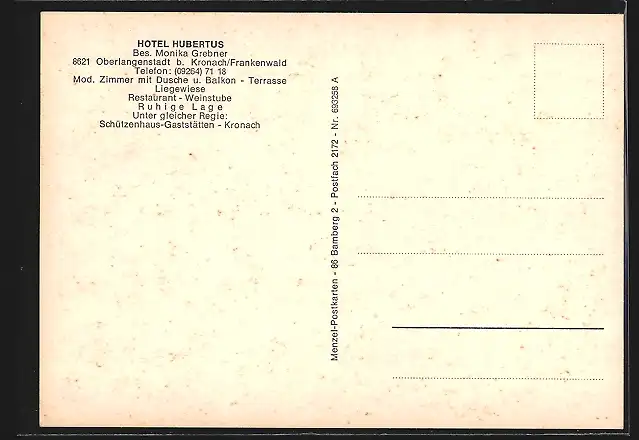 HOTEL HUBERTUS
Bes. Monika Grebner
8621 Oberlangenstadt b. Kronach/Frankenwald
Telefon: (09264) 71 18
Mod. Zimmer mit Dusche u. Balkon - Terrasse
Liegewiese
Restaurant - Weinstube
Ruhige Lage
Unter gleicher Regie:
Schützenhaus-Gaststätten - Kronach
Menzel-Postkarten - 86 Bamberg 2 - Postfach 2172 - Nr. 693258 A